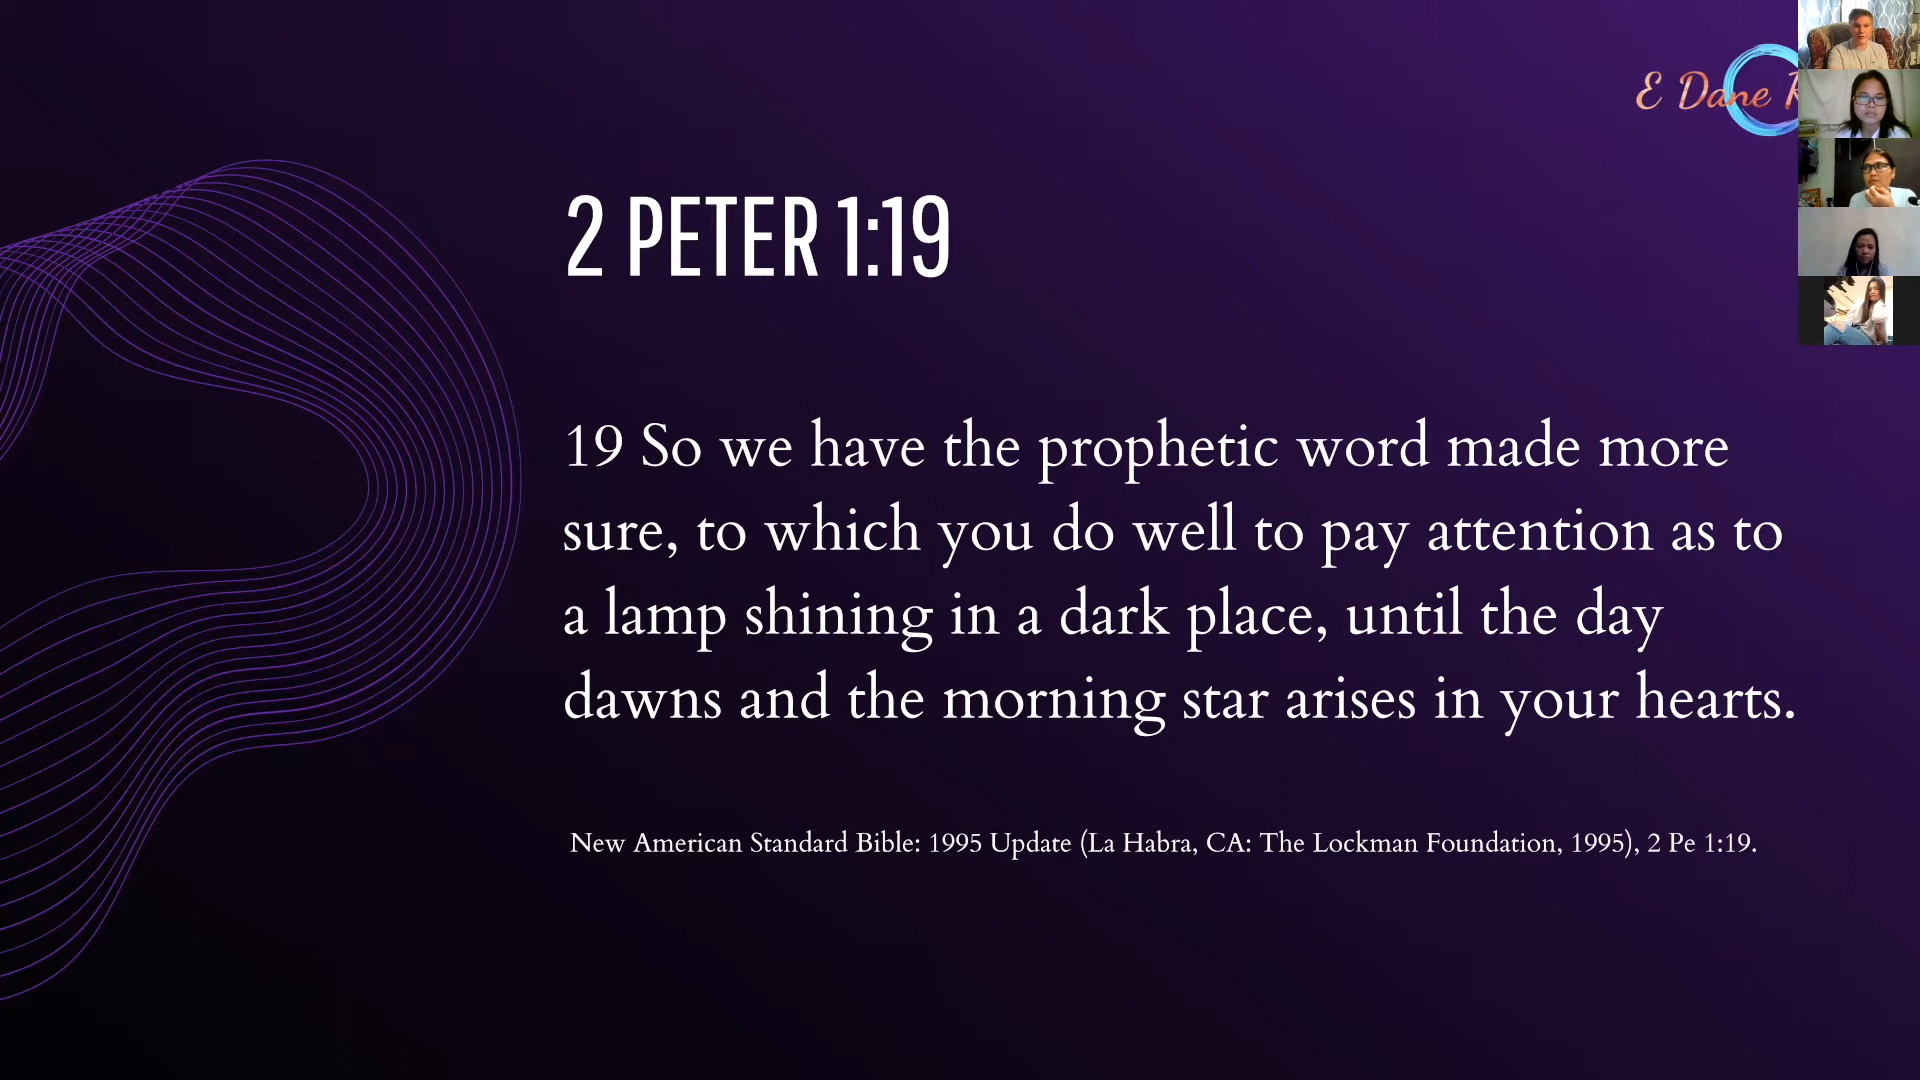 E Dane
2 PETER 1:19
19 So we have the prophetic word made more
sure, to which you do well to pay attention as to
a lamp shining in a dark place, until the day
dawns and the morning star arises in your hearts.
New American Standard Bible: 1995 Update (La Habra, CA: The Lockman Foundation, 1995), 2 Pe 1:19.